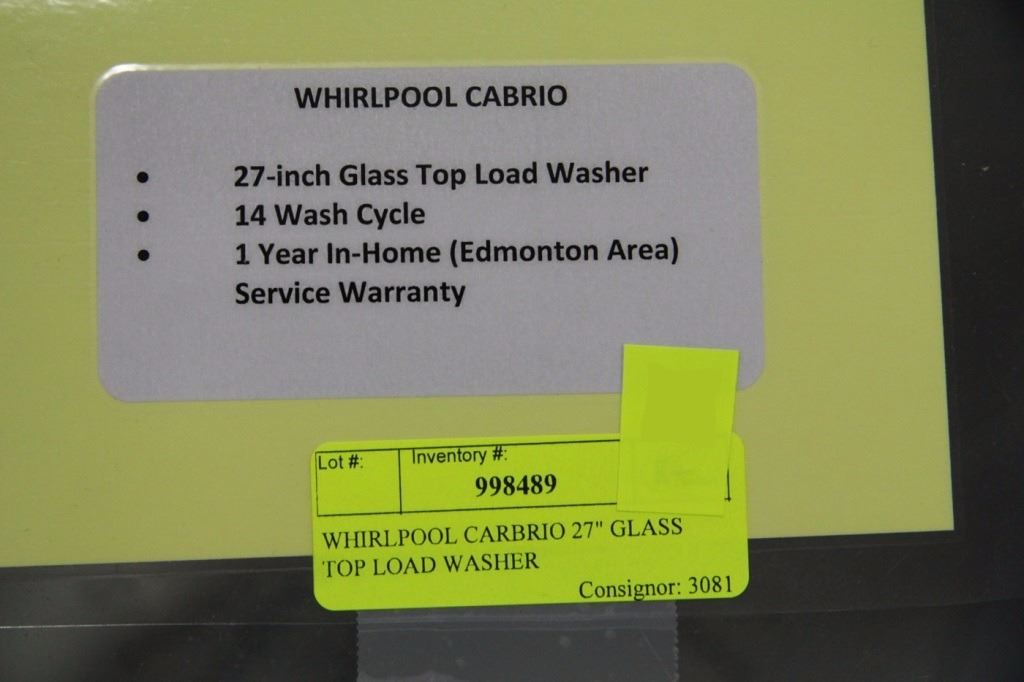 WHIRLPOOL CABRIO
• 27-inch Glass Top Load Washer
• 14 Wash Cycle
• 1 Year In-Home (Edmonton Area)
Service Warranty
Lot #: Inventory #:
998489
WHIRLPOOL CARBRIO 27" GLASS
TOP LOAD WASHER
Consignor: 3081